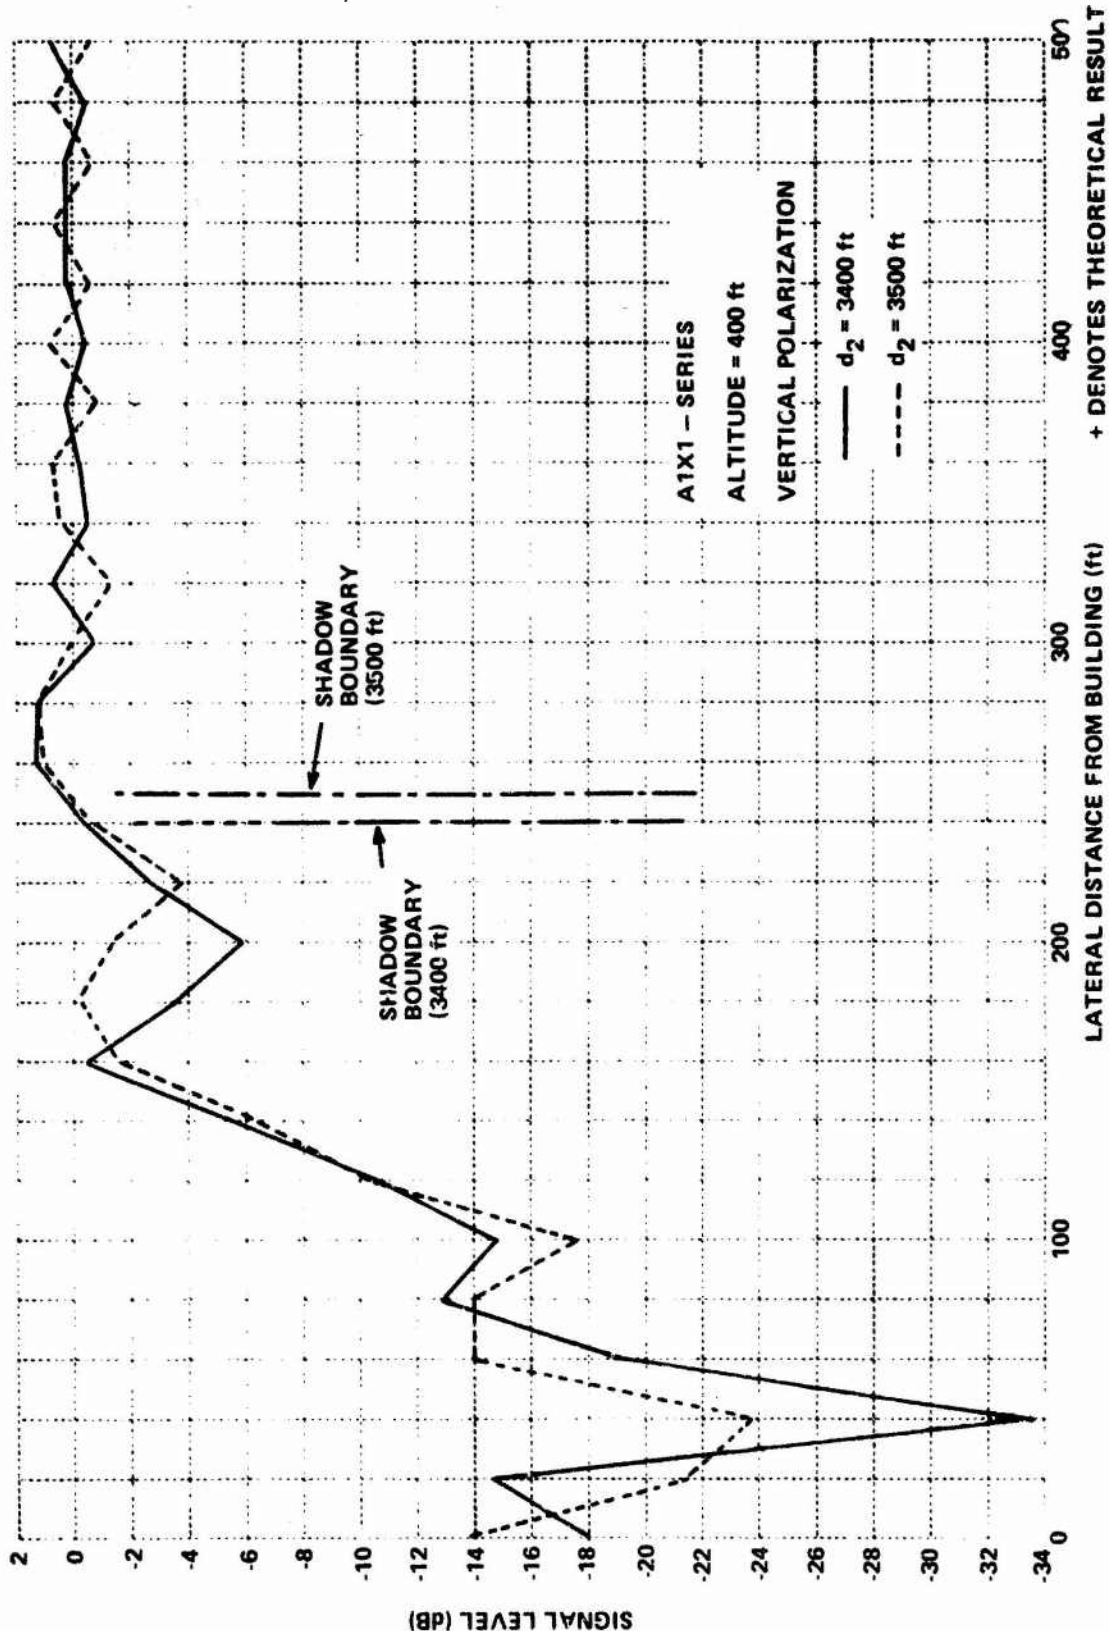 SIGNAL LEVEL (dB)
2
0
-2
-4
-6
-8
-10
-12
-14
-16
-18
-20
-22
-24
-26
-28
-30
-32
-34
SHADOW
BOUNDARY
(3400 ft)
SHADOW
BOUNDARY
(3500 ft)
A1X1 – SERIES
ALTITUDE = 400 ft
VERTICAL POLARIZATION
d2 = 3400 ft
d2 = 3500 ft
0
100
200
300
400
500
LATERAL DISTANCE FROM BUILDING (ft)
+ DENOTES THEORETICAL RESULT